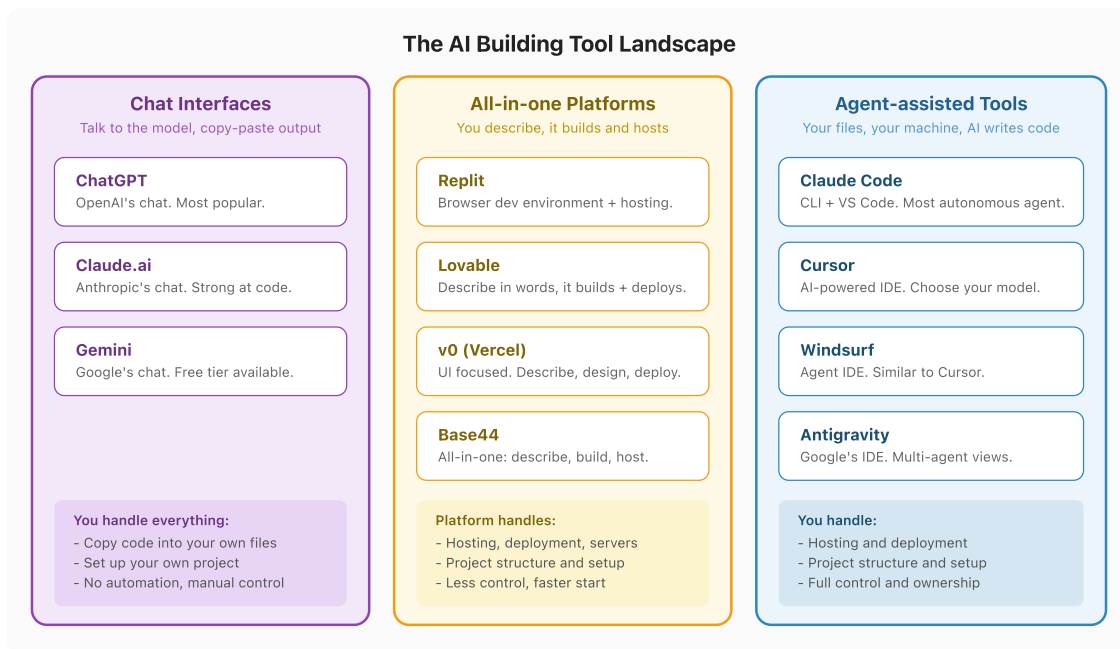 The AI Building Tool Landscape
Chat Interfaces
Talk to the model, copy-paste output
ChatGPT
OpenAI's chat. Most popular.
Claude.ai
Anthropic's chat. Strong at code.
Gemini
Google's chat. Free tier available.
You handle everything:
- Copy code into your own files
- Set up your own project
- No automation, manual control
All-in-one Platforms
You describe, it builds and hosts
Replit
Browser dev environment + hosting.
Lovable
Describe in words, it builds + deploys.
v0 (Vercel)
UI focused. Describe, design, deploy.
Base44
All-in-one: describe, build, host.
Platform handles:
- Hosting, deployment, servers
- Project structure and setup
- Less control, faster start
Agent-assisted Tools
Your files, your machine, AI writes code
Claude Code
CLI + VS Code. Most autonomous agent.
Cursor
AI-powered IDE. Choose your model.
Windsurf
Agent IDE. Similar to Cursor.
Antigravity
Google's IDE. Multi-agent views.
You handle:
- Hosting and deployment
- Project structure and setup
- Full control and ownership